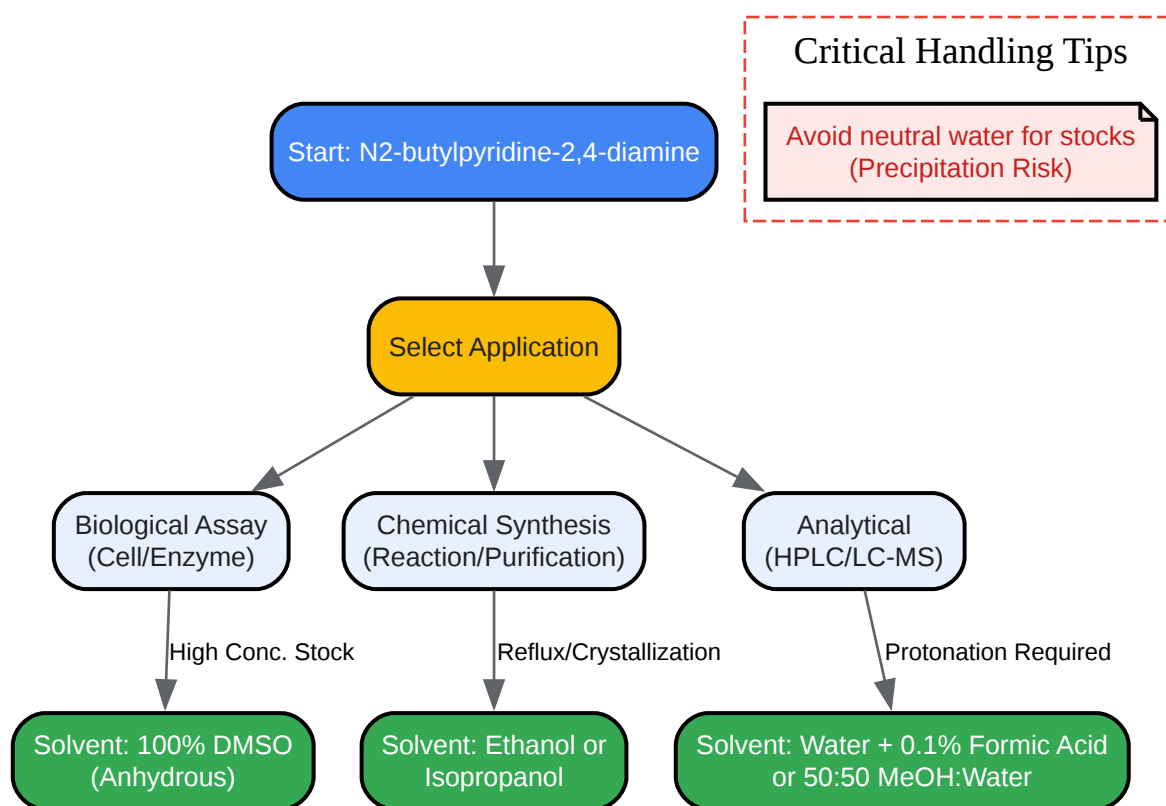 Critical Handling Tips
Avoid neutral water for stocks
(Precipitation Risk)
Start: N2-butylpyridine-2,4-diamine
Select Application
Biological Assay
(Cell/Enzyme)
Chemical Synthesis
(Reaction/Purification)
Analytical
(HPLC/LC-MS)
High Conc. Stock
Reflux/Crystallization
Protonation Required
Solvent: 100% DMSO
(Anhydrous)
Solvent: Ethanol or
Isopropanol
Solvent: Water + 0.1% Formic Acid
or 50:50 MeOH:Water